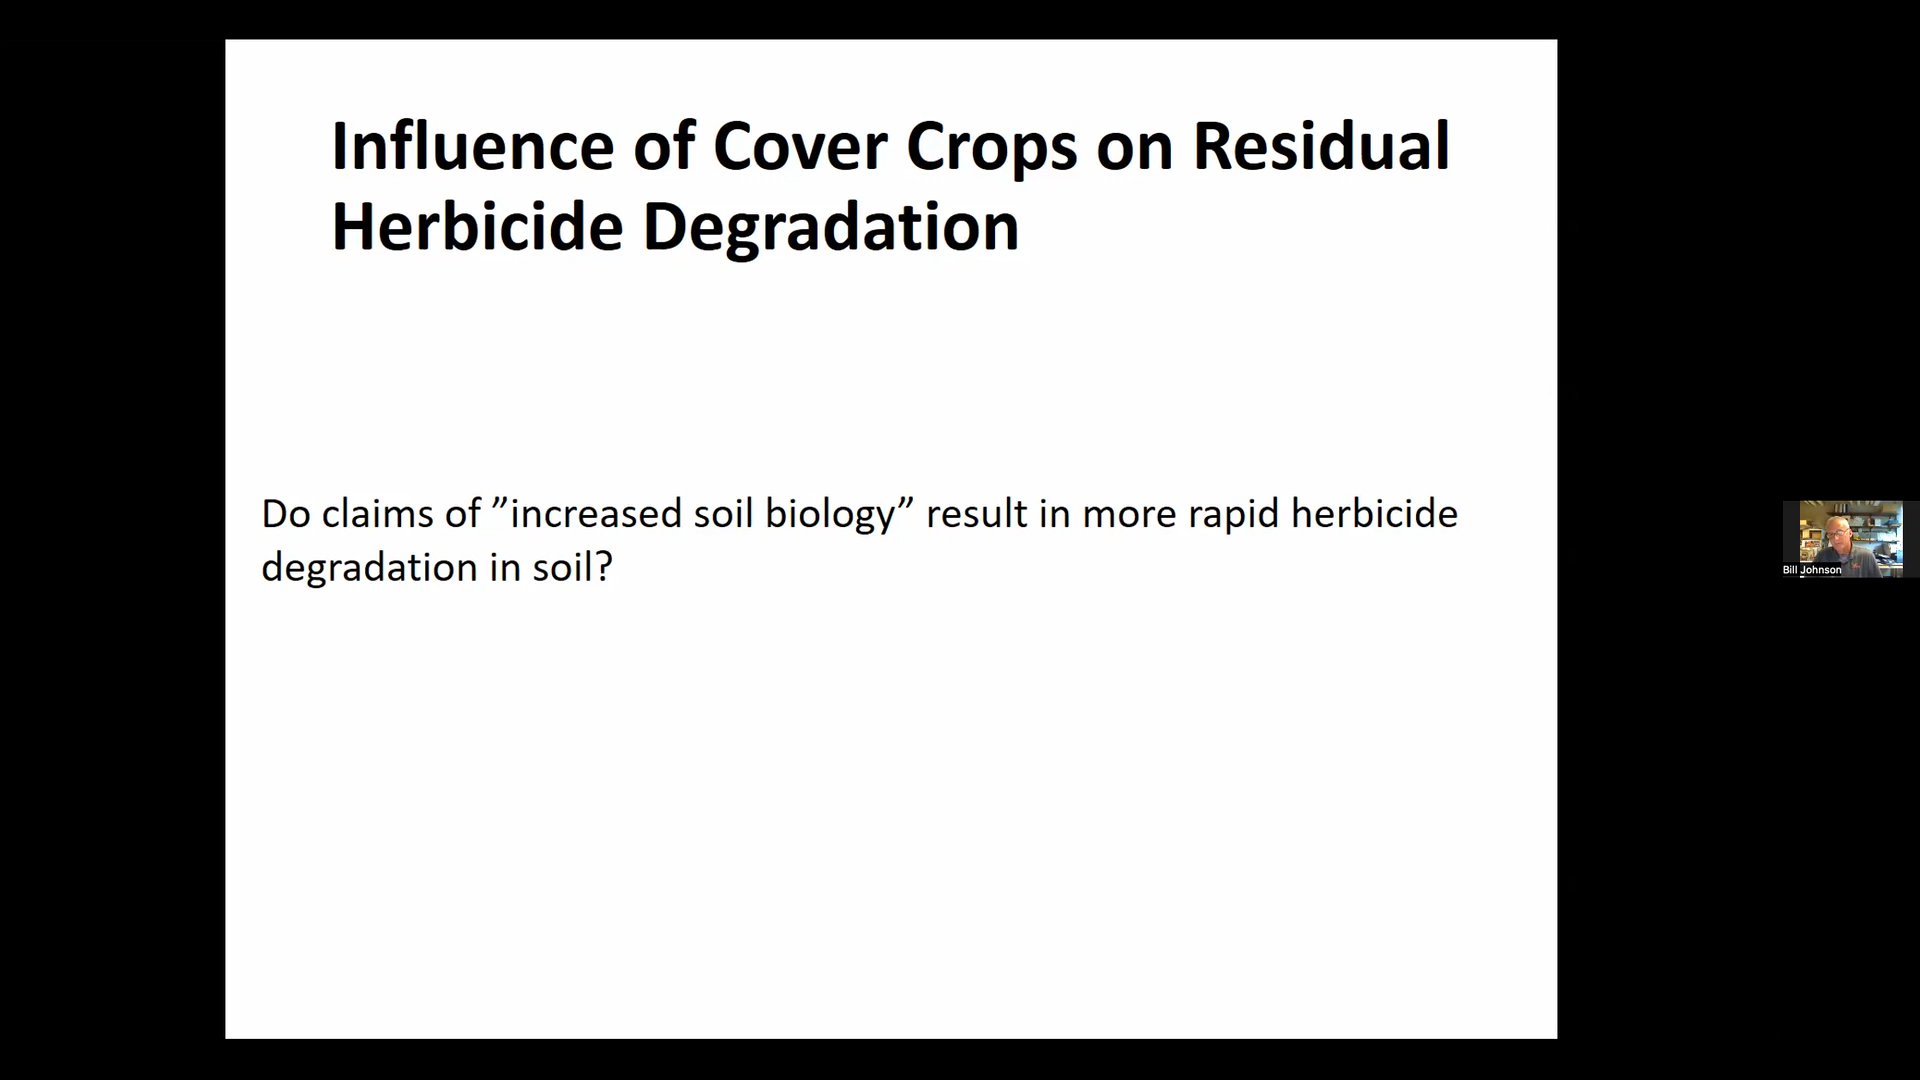 Influence of Cover Crops on Residual
Herbicide Degradation
Do claims of ”increased soil biology” result in more rapid herbicide
degradation in soil?
Bill Johnson